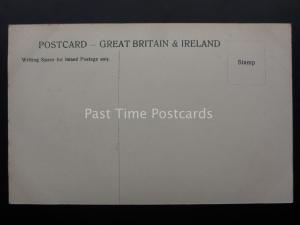 POSTCARD – GREAT BRITAIN & IRELAND
Writing Space for Inland Postage only.
Stamp
Past Time Postcards